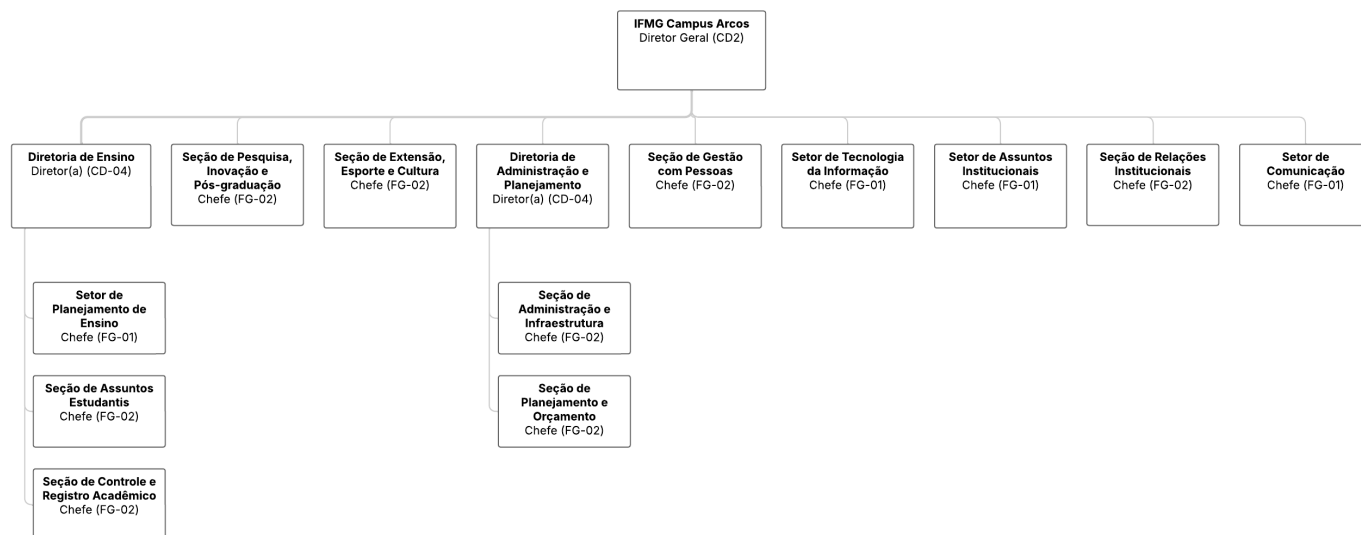 IFMG Campus Arcos
Diretor Geral (CD2)
Diretoria de Ensino
Diretor(a) (CD-04)
Seção de Pesquisa,
Inovação e
Pós-graduação
Chefe (FG-02)
Seção de Extensão,
Esporte e Cultura
Chefe (FG-02)
Diretoria de
Administração e
Planejamento
Diretor(a) (CD-04)
Seção de Gestão
com Pessoas
Chefe (FG-02)
Setor de Tecnologia
da Informação
Chefe (FG-01)
Setor de Assuntos
Institucionais
Chefe (FG-01)
Seção de Relações
Institucionais
Chefe (FG-02)
Setor de
Comunicação
Chefe (FG-01)
Setor de
Planejamento de
Ensino
Chefe (FG-01)
Seção de Assuntos
Estudantis
Chefe (FG-02)
Seção de Controle e
Registro Acadêmico
Chefe (FG-02)
Seção de
Administração e
Infraestrutura
Chefe (FG-02)
Seção de
Planejamento e
Orçamento
Chefe (FG-02)